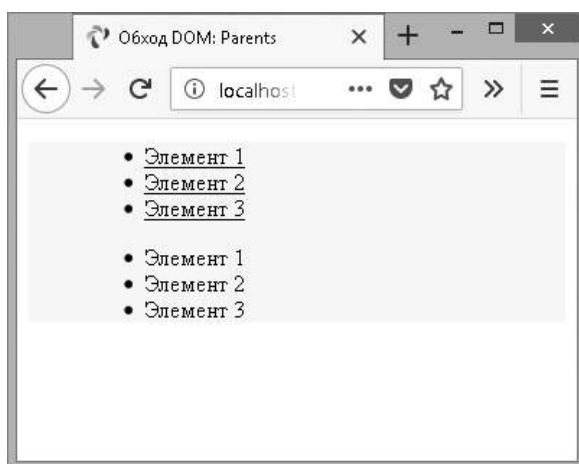 Обход DOM: Parents
localhost
Элемент 1
Элемент 2
Элемент 3
Элемент 1
Элемент 2
Элемент 3